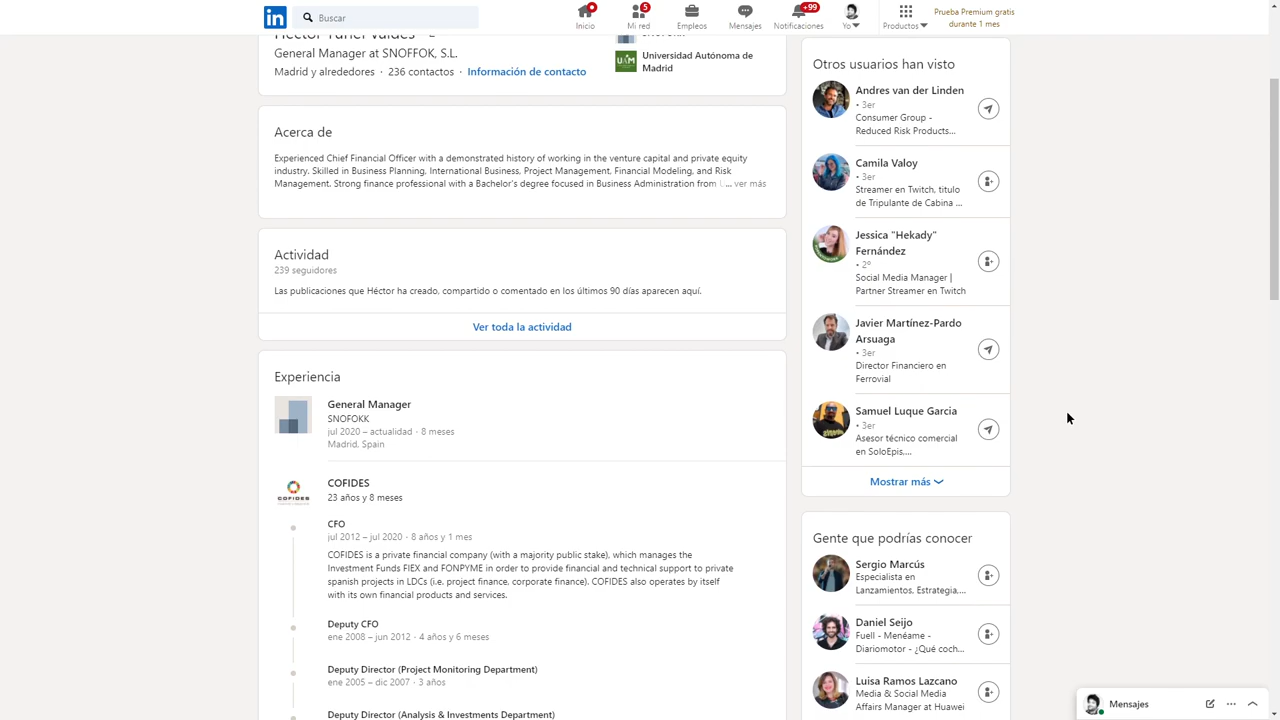 in
Buscar
Inicio
5
Mi red
Empleos
Mensajes
+99
Notificaciones
Yo
Productos
Prueba Premium gratis
durante 1 mes
General Manager at SNOFFOK, S.L.
Madrid y alrededores · 236 contactos · Información de contacto
Universidad Autónoma de
Madrid
Acerca de
Experienced Chief Financial Officer with a demonstrated history of working in the venture capital and private equity
industry. Skilled in Business Planning, International Business, Project Management, Financial Modeling, and Risk
Management. Strong finance professional with a Bachelor's degree focused in Business Administration from ... ver más
Actividad
239 seguidores
Las publicaciones que Héctor ha creado, compartido o comentado en los últimos 90 días aparecen aquí.
Ver toda la actividad
Experiencia
General Manager
SNOFOKK
jul 2020 – actualidad · 8 meses
Madrid, Spain
COFIDES
COFIDES
23 años y 8 meses
CFO
jul 2012 – jul 2020 · 8 años y 1 mes
COFIDES is a private financial company (with a majority public stake), which manages the
Investment Funds FIEX and FONPYME in order to provide financial and technical support to private
spanish projects in LDCs (i.e. project finance, corporate finance). COFIDES also operates by itself
with its own financial products and services.
Deputy CFO
ene 2008 – jun 2012 · 4 años y 6 meses
Deputy Director (Project Monitoring Department)
ene 2005 – dic 2007 · 3 años
Deputy Director (Analysis & Investments Department)
Otros usuarios han visto
Andres van der Linden
• 3er
Consumer Group -
Reduced Risk Products...
Camila Valoy
• 3er
Streamer en Twitch, titulo
de Tripulante de Cabina ...
Jessica "Hekady"
Fernández
• 2º
Social Media Manager |
Partner Streamer en Twitch
Javier Martínez-Pardo
Arsuaga
• 3er
Director Financiero en
Ferrovial
Samuel Luque Garcia
• 3er
Asesor técnico comercial
en SoloEpis,...
Mostrar más
Gente que podrías conocer
Sergio Marcús
Especialista en
Lanzamientos, Estrategia,...
Daniel Seijo
Fuell - Menéame -
Diariomotor - ¿Qué coch...
Luisa Ramos Lazcano
Media & Social Media
Affairs Manager at Huawei
Mensajes